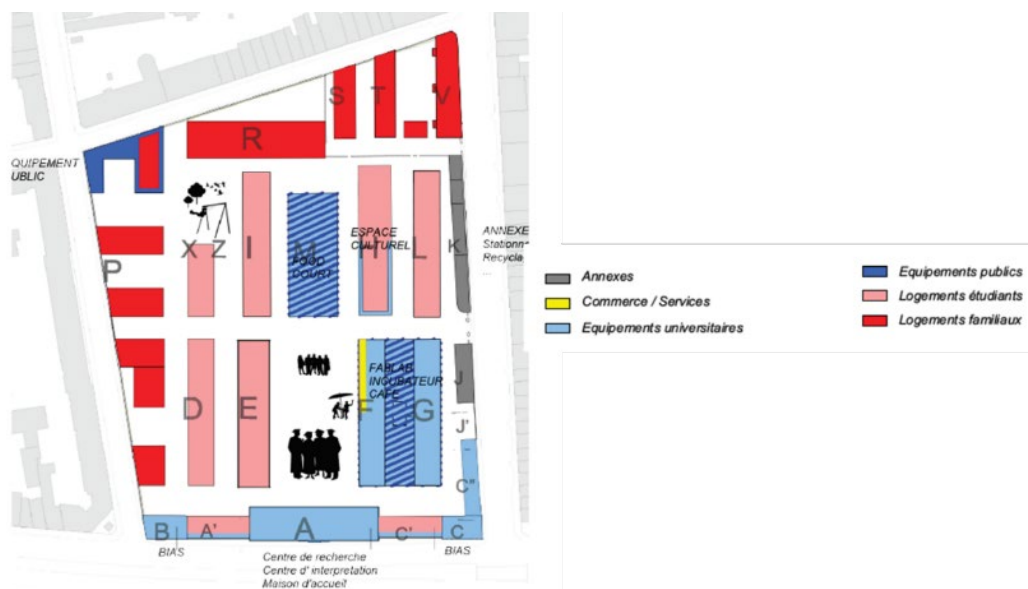 S
T
V
R
QUIPEMENT
UBLIC
P
X
Z
I
M
FOOD
COURT
ESPACE
CULTUREL
H
L
K
ANNEXE
Stationn
Recycla
D
E
FABLAB
INCUBATEUR
CAFE
F
G
J
J'
C"
B
A'
A
C'
C
BIAS
BIAS
Centre de recherche
Centre d' interpretation
Maison d'accueil
Annexes
Commerce / Services
Equipements universitaires
Equipements publics
Logements étudiants
Logements familiaux